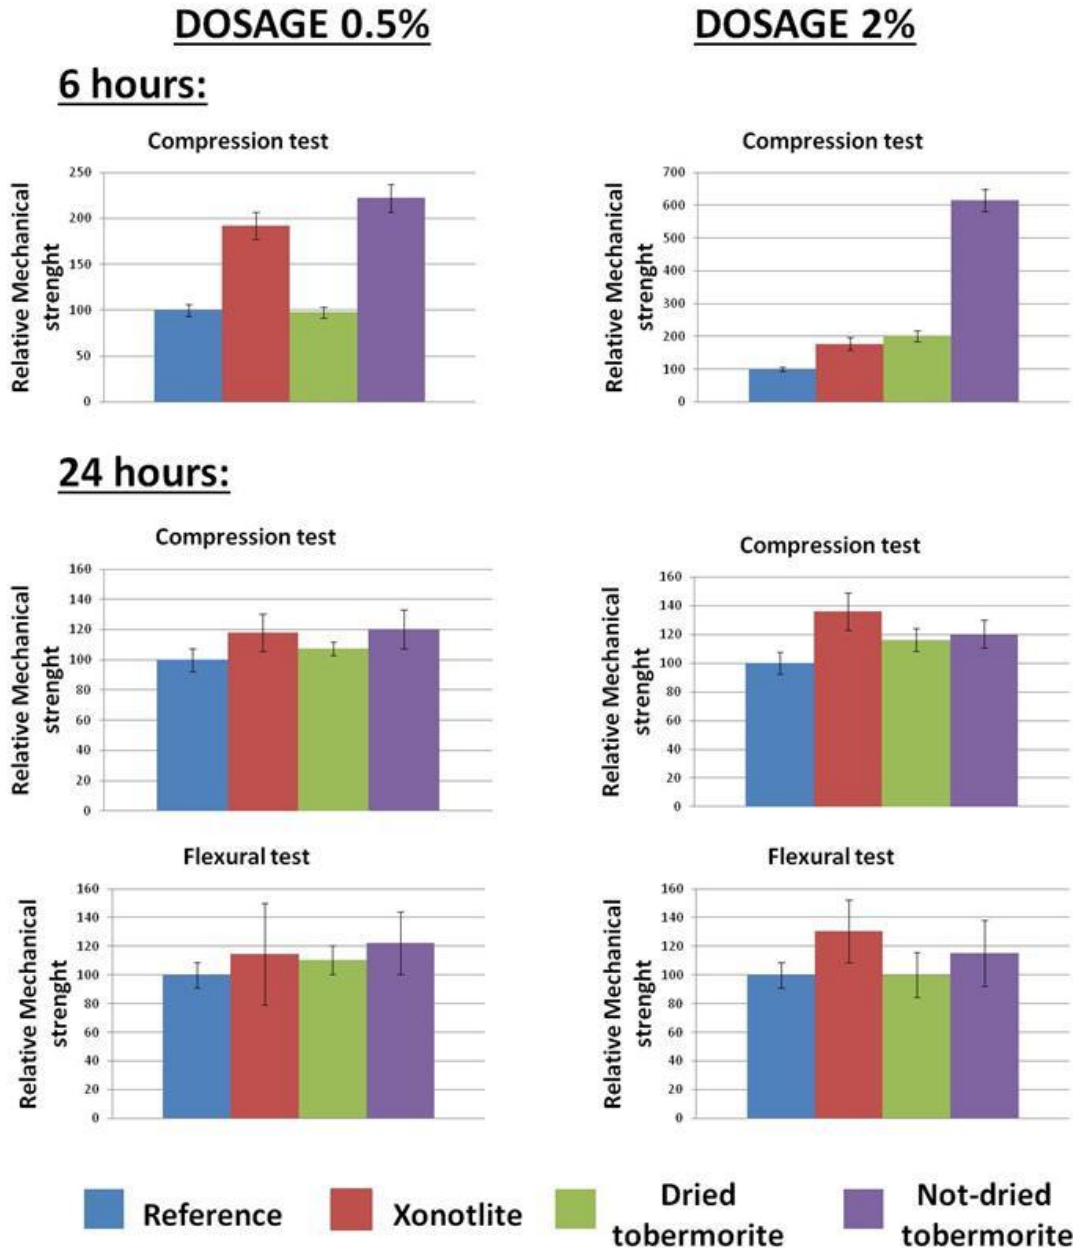 DOSAGE 0.5%
DOSAGE 2%
6 hours:
Compression test
Relative Mechanical
strenght
250
200
150
100
50
0
Compression test
Relative Mechanical
strenght
700
600
500
400
300
200
100
0
24 hours:
Compression test
Relative Mechanical
strenght
160
140
120
100
80
60
40
20
0
Compression test
Relative Mechanical
strenght
160
140
120
100
80
60
40
20
0
Flexural test
Relative Mechanical
strenght
160
140
120
100
80
60
40
20
0
Flexural test
Relative Mechanical
strenght
160
140
120
100
80
60
40
20
0
Reference
Xonotlite
Dried
tobermorite
Not-dried
tobermorite